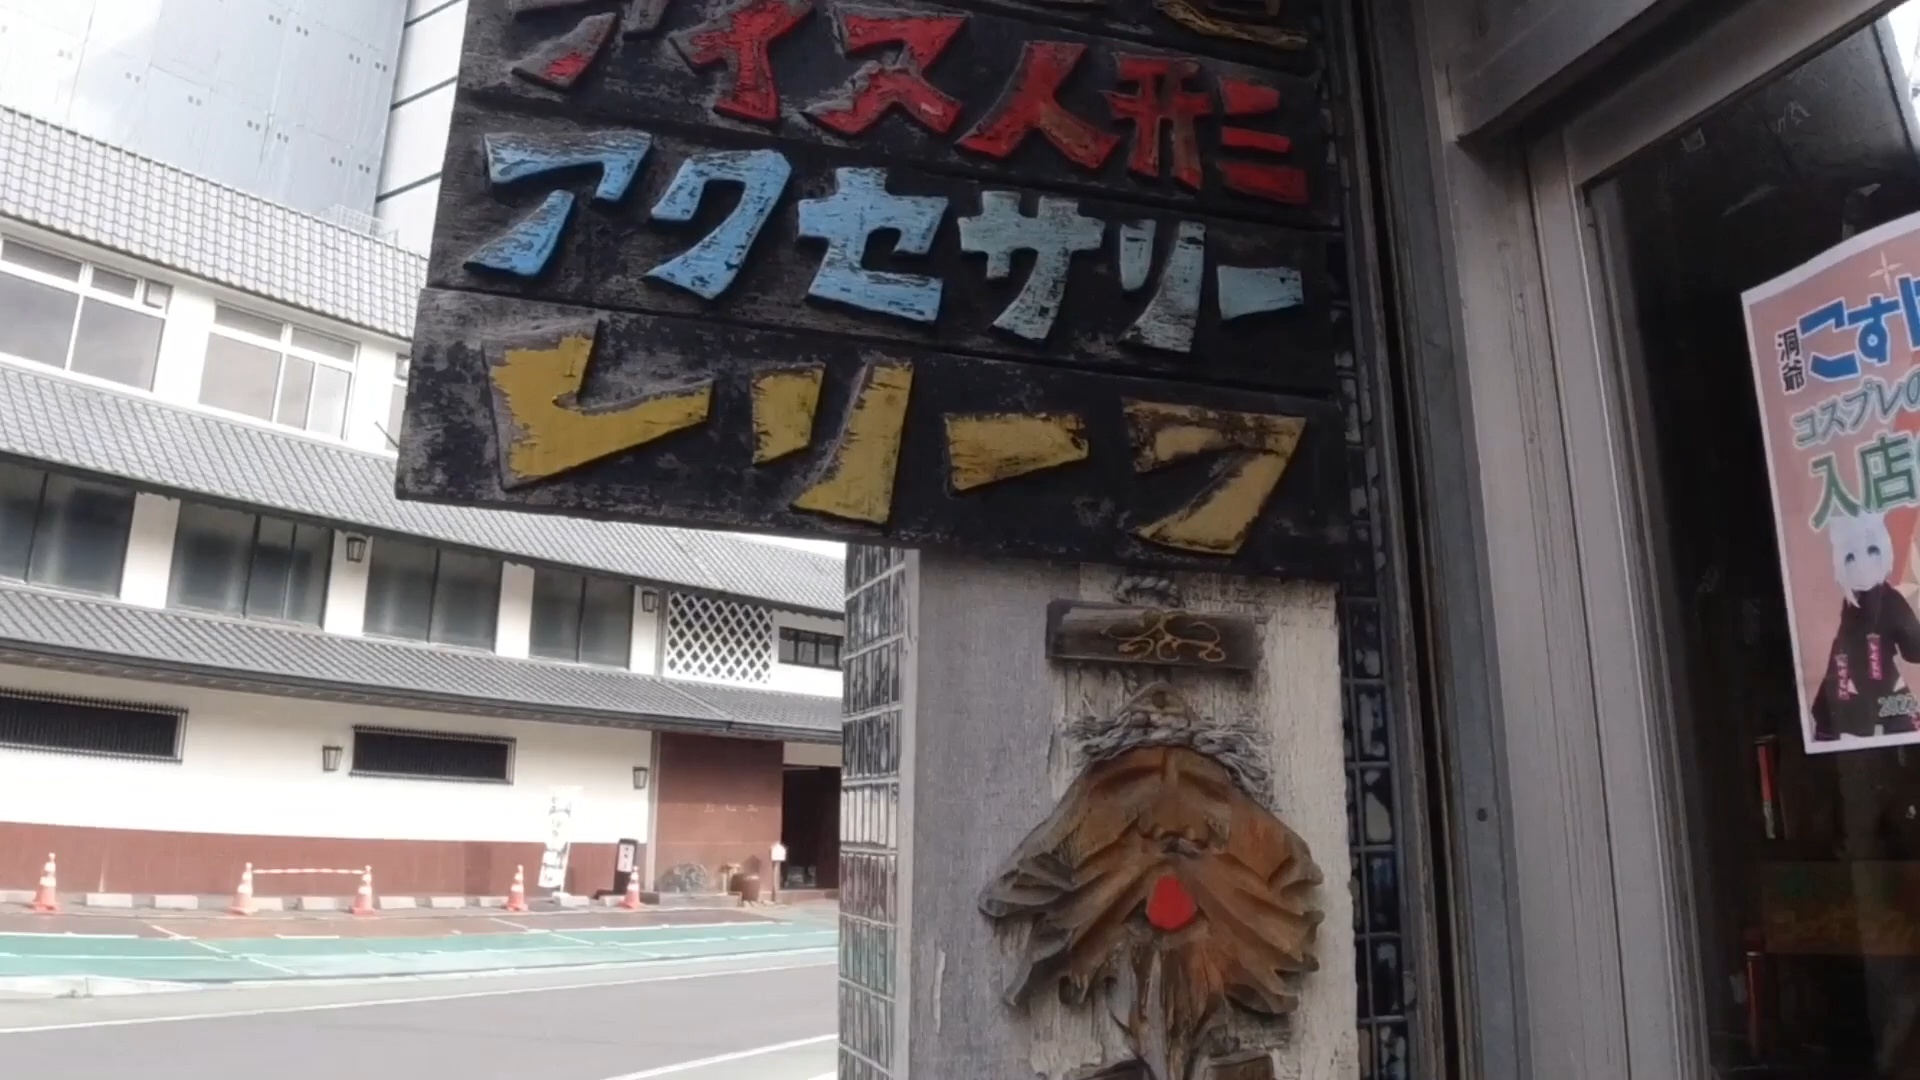 アイヌ人形
アクセサリー
レリーフ
洞爺
こす
コスプレの
入店